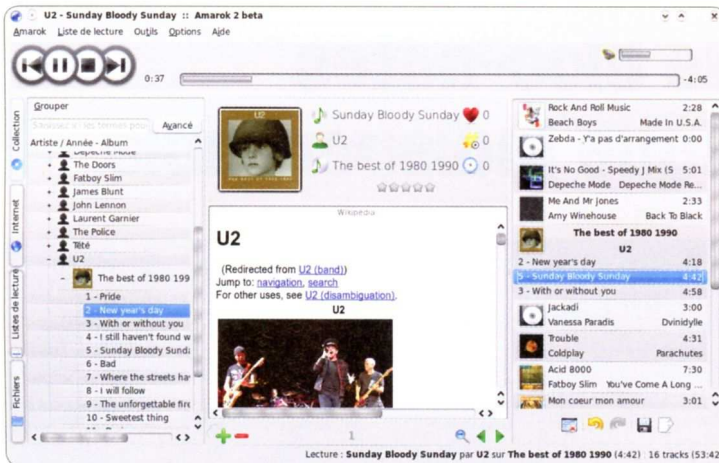 U2 - Sunday Bloody Sunday :: Amarok 2 beta
Amarok Liste de lecture Outils Options Aide
0:37
-4:05
Collection
Internet
Listes de lecture
Fichiers
Grouper
Avancé
Artiste / Année - Album
Depeche Mode
The Doors
Fatboy Slim
James Blunt
John Lennon
Laurent Garnier
The Police
Tété
U2
The best of 1980 199
1 - Pride
2 - New year's day
3 - With or without you
4 - I still haven't found w
5 - Sunday Bloody Sunda
6 - Bad
7 - Where the streets hav
8 - I will follow
9 - The unforgettable fire
10 - Sweetest thing
U2
Sunday Bloody Sunday 0
U2 0
The best of 1980 1990 0
Wikipedia
U2
(Redirected from U2 (band))
Jump to: navigation, search
For other uses, see U2 (disambiguation).
U2
1
Rock And Roll Music 2:28
Beach Boys Made In U.S.A.
Zebda - Y'a pas d'arrangement 0:00
It's No Good - Speedy J Mix (S 5:01
Depeche Mode Depeche Mode Re...
Me And Mr Jones 2:33
Amy Winehouse Back To Black
The best of 1980 1990
U2
2 - New year's day 4:18
5 - Sunday Bloody Sunday 4:42
3 - With or without you 4:58
Jackadi 3:00
Vanessa Paradis Dvinidylle
Trouble 4:31
Coldplay Parachutes
Acid 8000 7:30
Fatboy Slim You've Come A Long ...
Mon coeur mon amour 3:01
Lecture : Sunday Bloody Sunday par U2 sur The best of 1980 1990 (4:42) 16 tracks (53:42